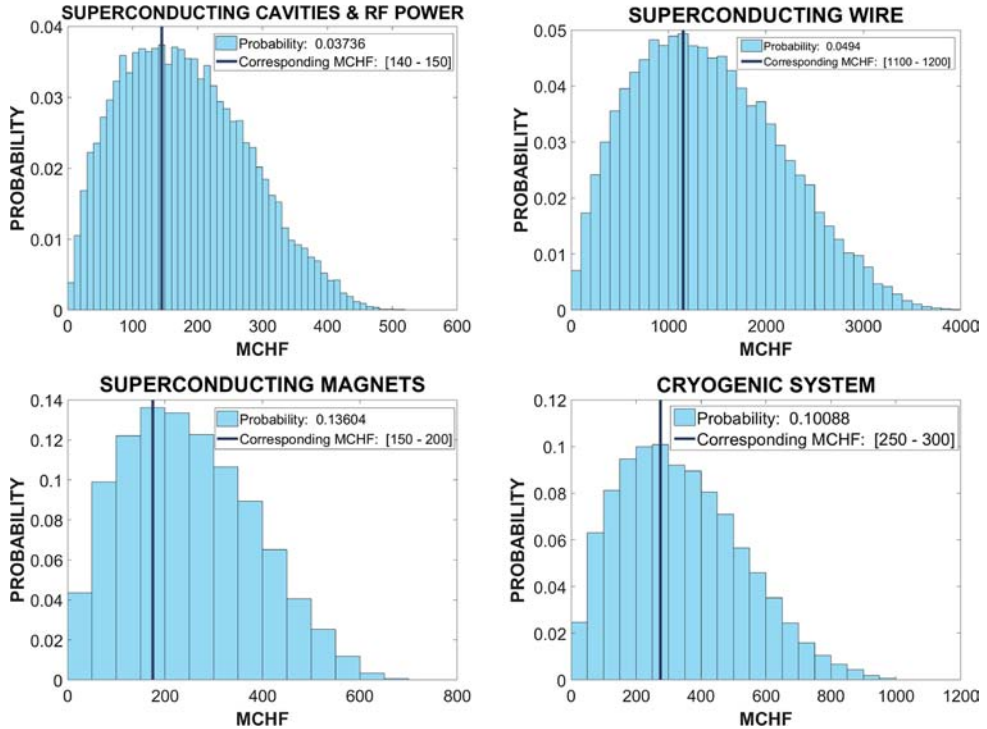 SUPERCONDUCTING CAVITIES & RF POWER
0.04
0.03
0.02
0.01
0
PROBABILITY
Probability: 0.03736
Corresponding MCHF: [140 - 150]
0 100 200 300 400 500 600
MCHF
SUPERCONDUCTING WIRE
0.05
0.04
0.03
0.02
0.01
0
PROBABILITY
Probability: 0.0494
Corresponding MCHF: [1100 - 1200]
0 1000 2000 3000 4000
MCHF
SUPERCONDUCTING MAGNETS
0.14
0.12
0.1
0.08
0.06
0.04
0.02
0
PROBABILITY
Probability: 0.13604
Corresponding MCHF: [150 - 200]
0 200 400 600 800
MCHF
CRYOGENIC SYSTEM
0.12
0.1
0.08
0.06
0.04
0.02
0
PROBABILITY
Probability: 0.10088
Corresponding MCHF: [250 - 300]
0 200 400 600 800 1000 1200
MCHF